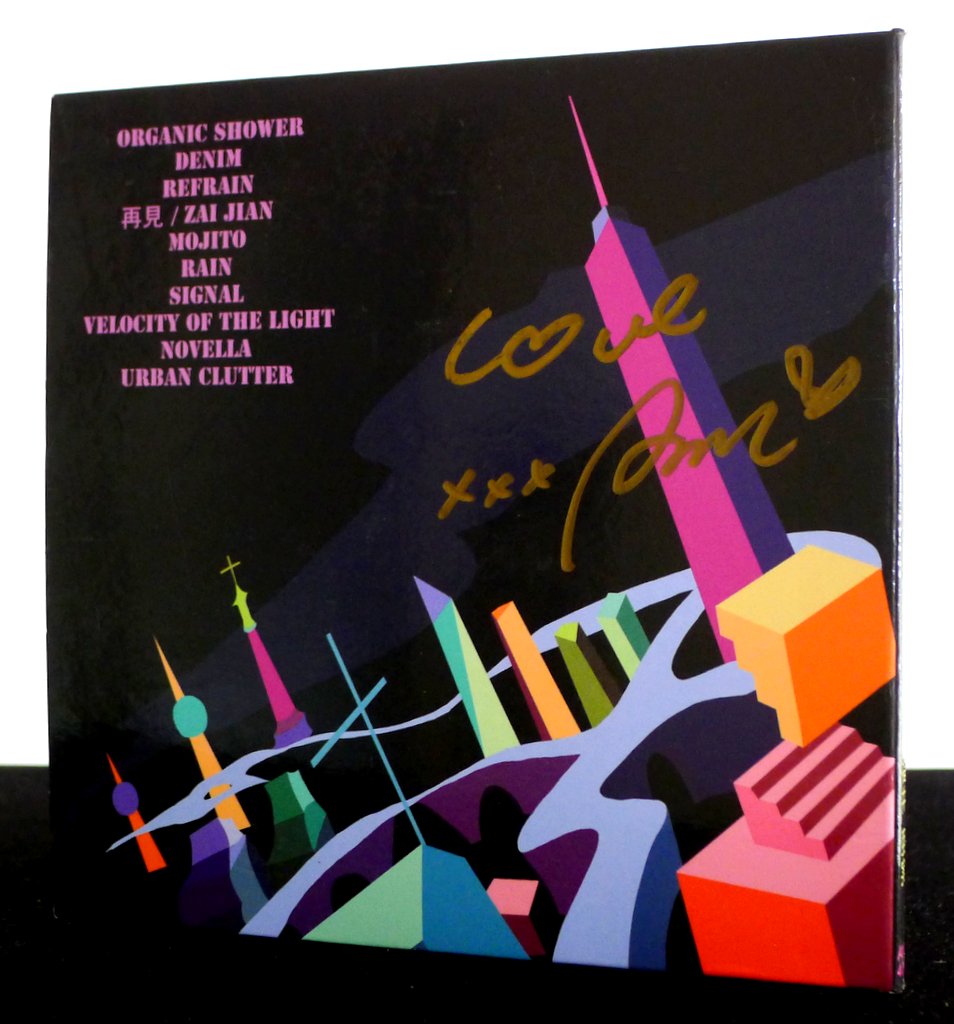 ORGANIC SHOWER
DENIM
REFRAIN
再見 / ZAI JIAN
MOJITO
RAIN
SIGNAL
VELOCITY OF THE LIGHT
NOVELLA
URBAN CLUTTER
Love
xxx